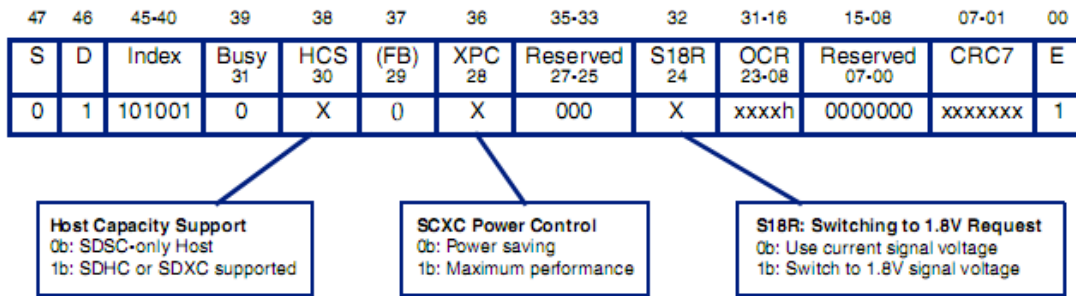 47 46 45-40 39 38 37 36 35-33 32 31-16 15-08 07-01 00
S D Index Busy HCS (FB) XPC Reserved S18R OCR Reserved CRC7 E
31 30 29 28 27-25 24 23-08 07-00
0 1 101001 0 X 0 X 000 X xxxxh 0000000 xxxxxxx 1
Host Capacity Support
0b: SDSC-only Host
1b: SDHC or SDXC supported
SCXC Power Control
0b: Power saving
1b: Maximum performance
S18R: Switching to 1.8V Request
0b: Use current signal voltage
1b: Switch to 1.8V signal voltage